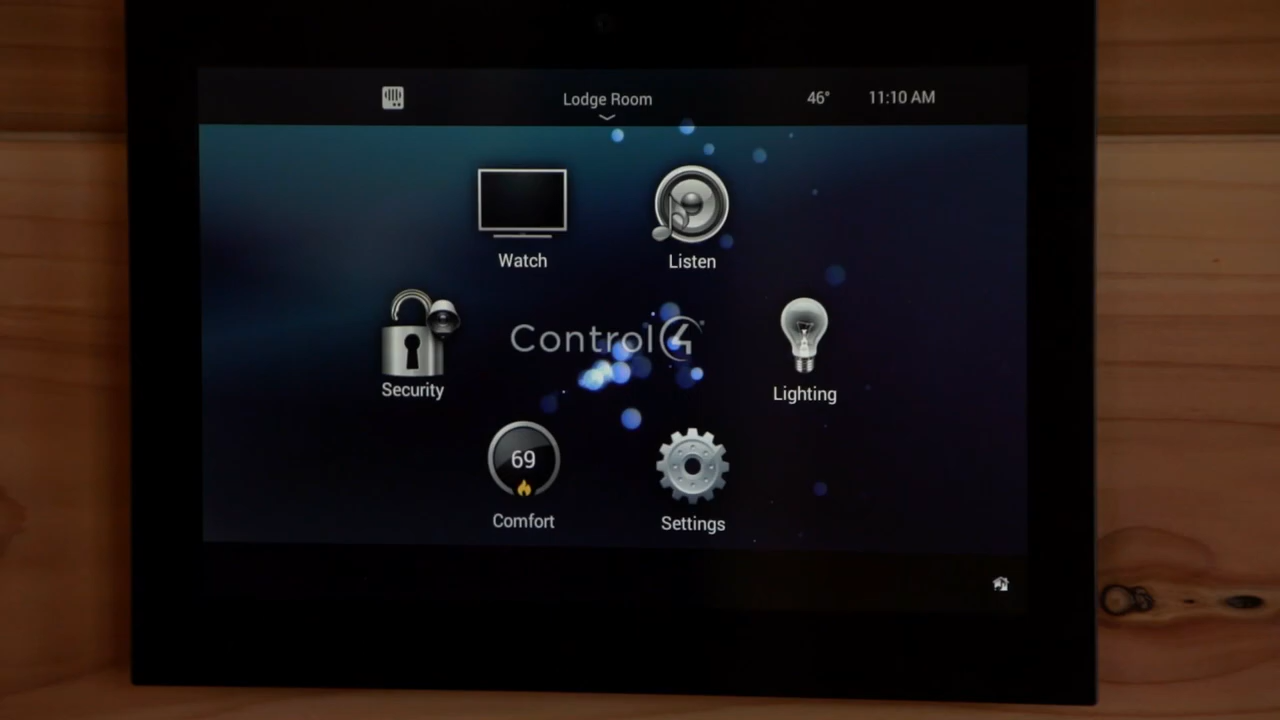 Lodge Room
46°
11:10 AM
Watch
Listen
Control4
Security
Lighting
69
Comfort
Settings